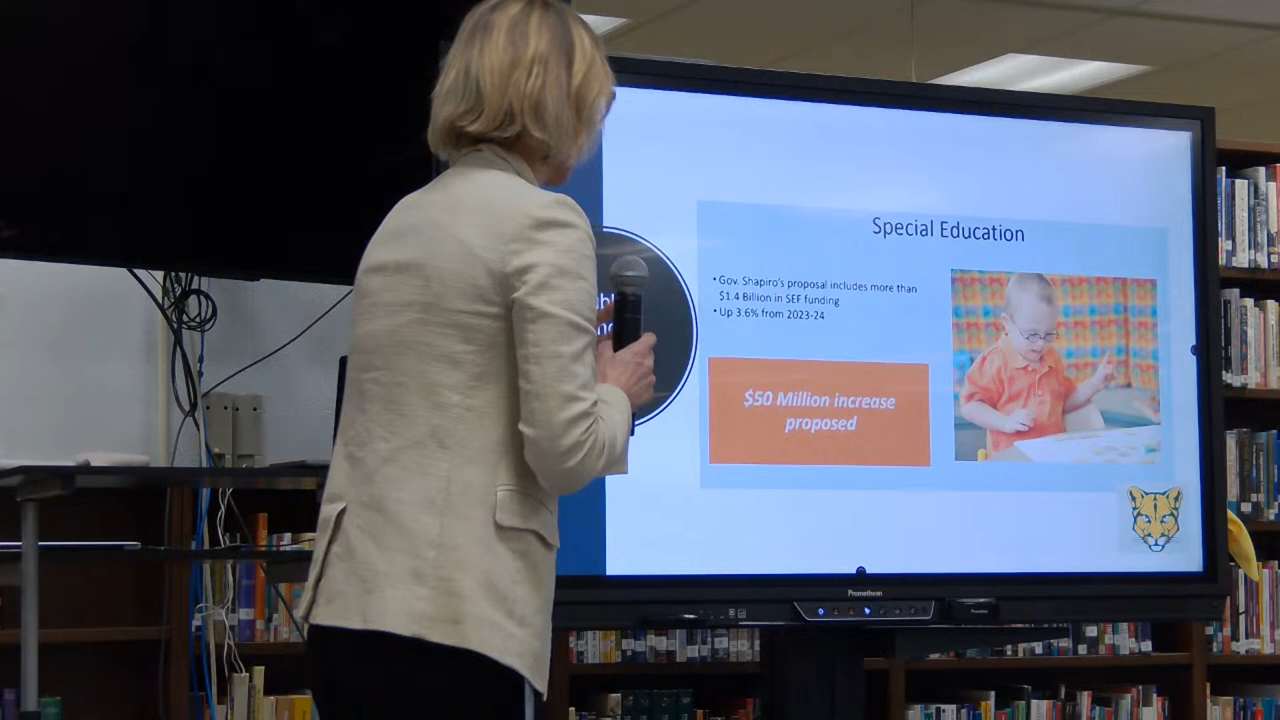 Special Education
• Gov. Shapiro's proposal includes more than
$1.4 Billion in SEF funding
• Up 3.6% from 2023-24
$50 Million increase
proposed
Promethean